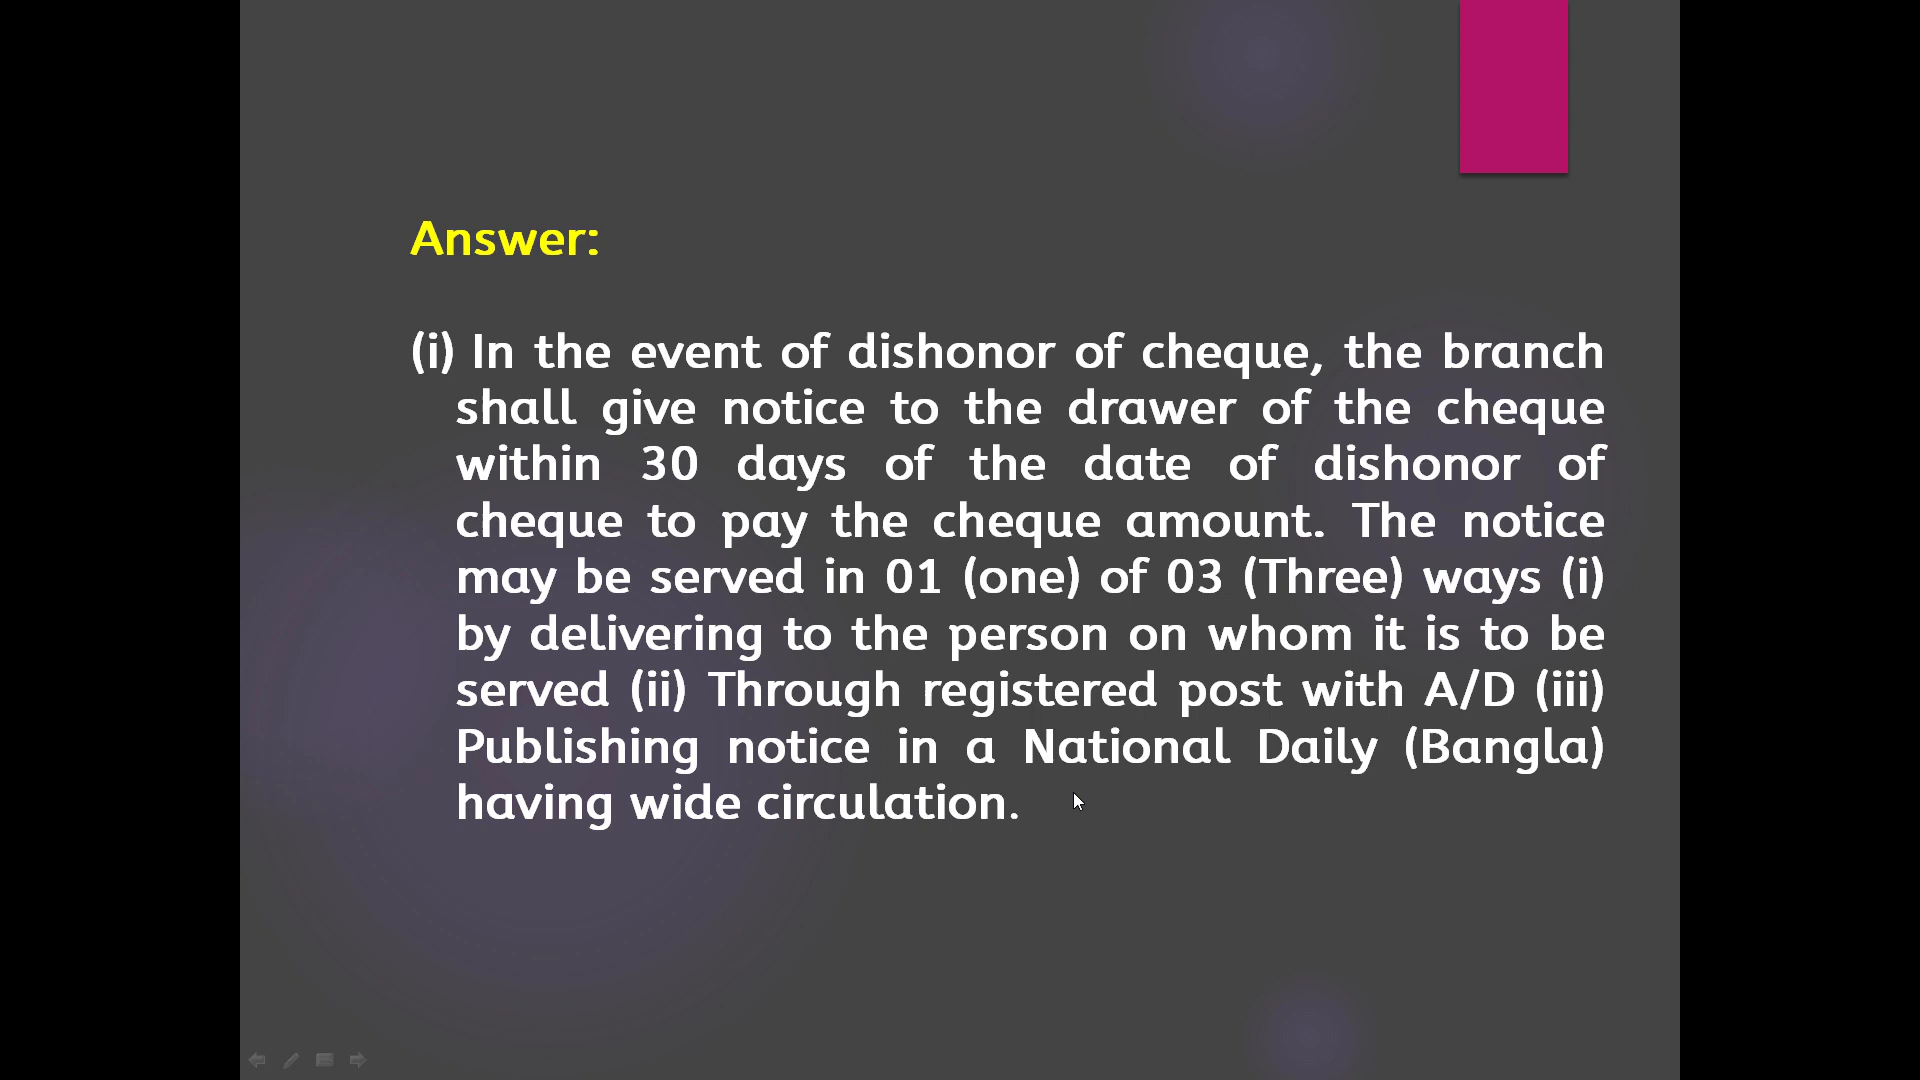 Answer:
(i) In the event of dishonor of cheque, the branch
shall give notice to the drawer of the cheque
within 30 days of the date of dishonor of
cheque to pay the cheque amount. The notice
may be served in 01 (one) of 03 (Three) ways (i)
by delivering to the person on whom it is to be
served (ii) Through registered post with A/D (iii)
Publishing notice in a National Daily (Bangla)
having wide circulation.